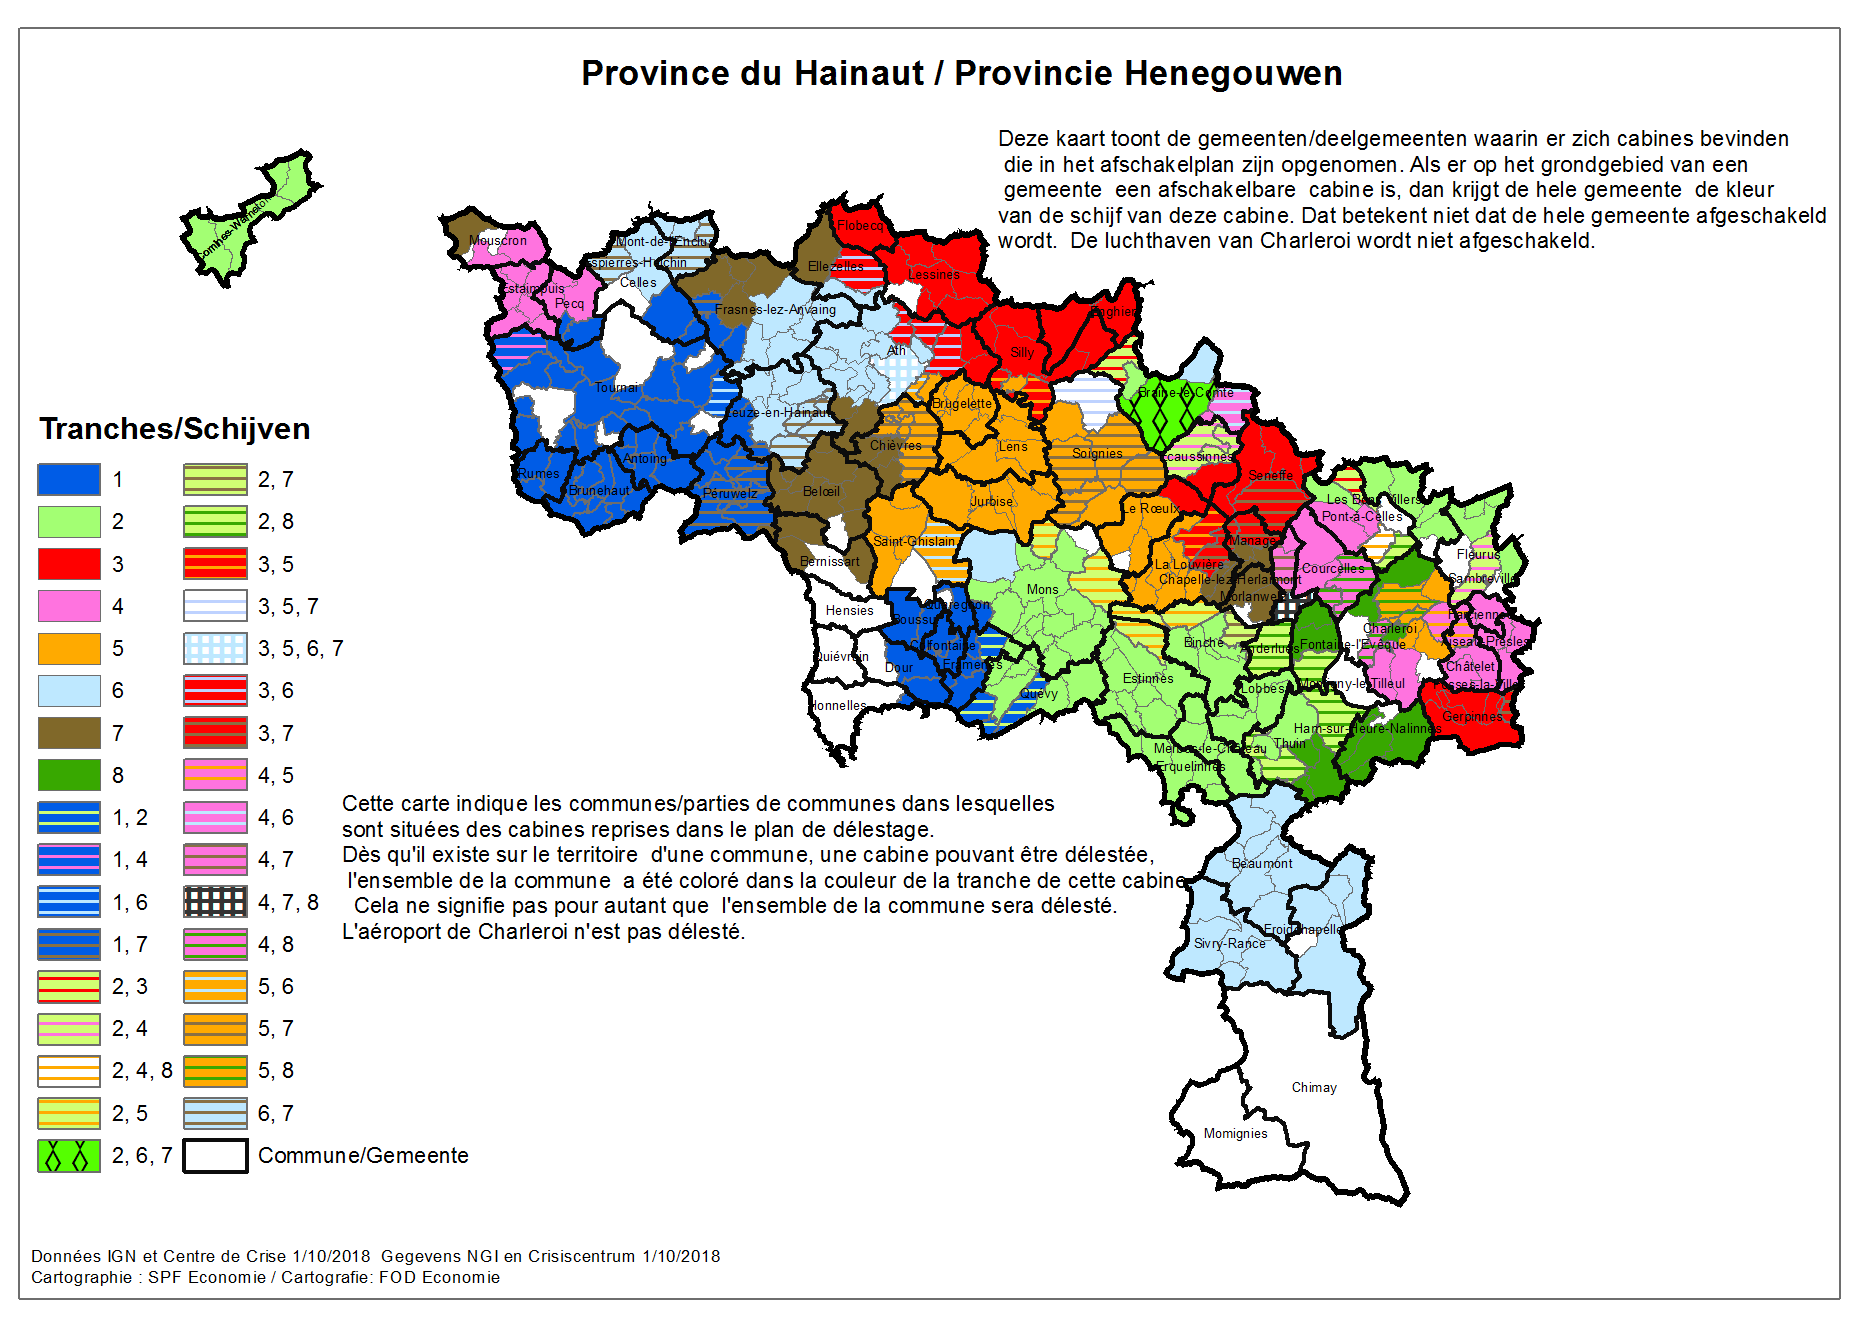 Province du Hainaut / Provincie Henegouwen
Deze kaart toont de gemeenten/deelgemeenten waarin er zich cabines bevinden
die in het afschakelplan zijn opgenomen. Als er op het grondgebied van een
gemeente een afschakelbare cabine is, dan krijgt de hele gemeente de kleur
van de schijf van deze cabine. Dat betekent niet dat de hele gemeente afgeschakeld
wordt. De luchthaven van Charleroi wordt niet afgeschakeld.
Comines-Warneton
Mouscron
Mont-de-l'Enclus
Espierres-Helchin
Celles
Estaimpuis
Pecq
Flobecq
Ellezelles
Lessines
Frasnes-lez-Anvaing
Enghien
Ath
Silly
Tournai
Braine-le-Comte
Brugelette
Leuze-en-Hainaut
Chièvres
Lens
Soignies
Ecaussinnes
Antoing
Rumes
Brunehaut
Péruwelz
Belœil
Jurbise
Le Rœulx
Seneffe
Les Bons Villers
Pont-à-Celles
Saint-Ghislain
Manage
Bernissart
La Louvière
Chapelle-lez-Herlaimont
Courcelles
Fleurus
Sambreville
Morlanwelz
Mons
Hensies
Quaregnon
Boussu
Colfontaine
Frameries
Dour
Quiévrain
Honnelles
Quévy
Binche
Anderlues
Fontaine-l'Evêque
Charleroi
Farciennes
Aiseau-Presles
Châtelet
Estinnes
Lobbes
Montigny-le-Tilleul
Gerpinnes
Ham-sur-Heure-Nalinnes
Thuin
Merbes-le-Château
Erquelinnes
Beaumont
Froidchapelle
Sivry-Rance
Chimay
Momignies
Tranches/Schijven
1
2
3
4
5
6
7
8
1, 2
1, 4
1, 6
1, 7
2, 3
2, 4
2, 4, 8
2, 5
2, 6, 7
2, 7
2, 8
3, 5
3, 5, 7
3, 5, 6, 7
3, 6
3, 7
4, 5
4, 6
4, 7
4, 7, 8
4, 8
5, 6
5, 7
5, 8
6, 7
Commune/Gemeente
Cette carte indique les communes/parties de communes dans lesquelles
sont situées des cabines reprises dans le plan de délestage.
Dès qu'il existe sur le territoire d'une commune, une cabine pouvant être délestée,
l'ensemble de la commune a été coloré dans la couleur de la tranche de cette cabine
Cela ne signifie pas pour autant que l'ensemble de la commune sera délesté.
L'aéroport de Charleroi n'est pas délesté.
Données IGN et Centre de Crise 1/10/2018 Gegevens NGI en Crisiscentrum 1/10/2018
Cartographie : SPF Economie / Cartografie: FOD Economie